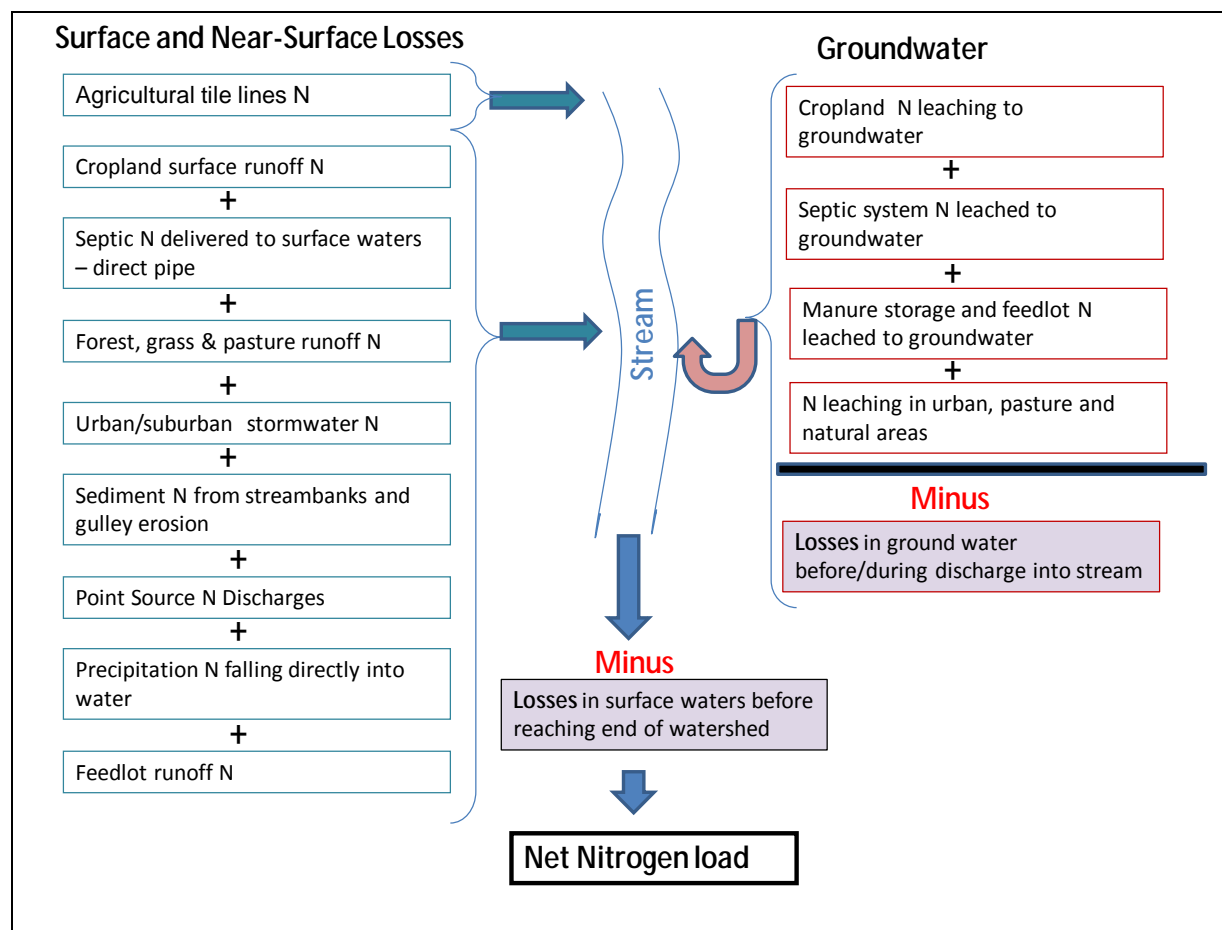 Surface and Near-Surface Losses
Agricultural tile lines N
Cropland surface runoff N
+
Septic N delivered to surface waters
– direct pipe
+
Forest, grass & pasture runoff N
+
Urban/suburban stormwater N
+
Sediment N from streambanks and
gulley erosion
+
Point Source N Discharges
+
Precipitation N falling directly into
water
+
Feedlot runoff N
Stream
Minus
Losses in surface waters before
reaching end of watershed
Net Nitrogen load
Groundwater
Cropland N leaching to
groundwater
+
Septic system N leached to
groundwater
+
Manure storage and feedlot N
leached to groundwater
+
N leaching in urban, pasture and
natural areas
Minus
Losses in ground water
before/during discharge into stream